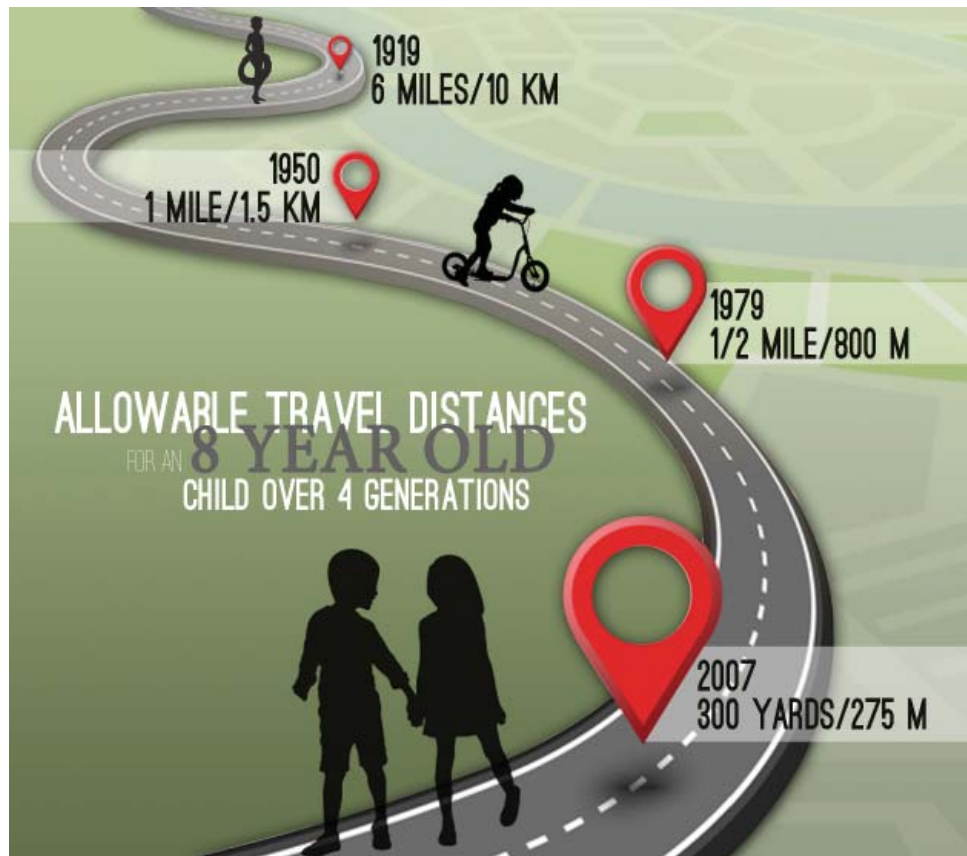 1919
6 MILES/10 KM
1950
1 MILE/1.5 KM
1979
1/2 MILE/800 M
ALLOWABLE TRAVEL DISTANCES
FOR AN 8 YEAR OLD
CHILD OVER 4 GENERATIONS
2007
300 YARDS/275 M